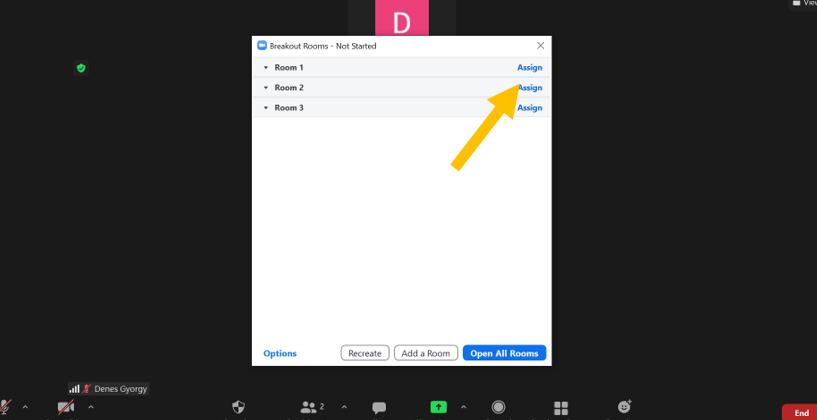 View
D
Breakout Rooms - Not Started
Room 1 Assign
Room 2 Assign
Room 3 Assign
Options Recreate Add a Room Open All Rooms
Denes Gyorgy
2
End